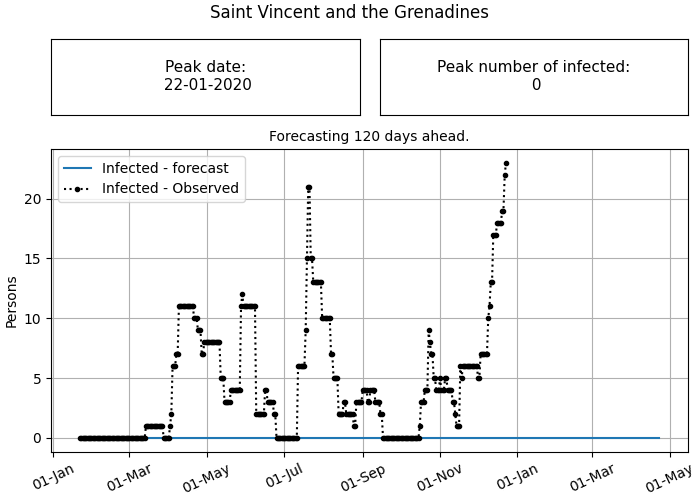 Saint Vincent and the Grenadines
Peak date:
22-01-2020
Peak number of infected:
0
Forecasting 120 days ahead.
Infected - forecast
Infected - Observed
Persons
20
15
10
5
0
01-Jan
01-Mar
01-May
01-Jul
01-Sep
01-Nov
01-Jan
01-Mar
01-May